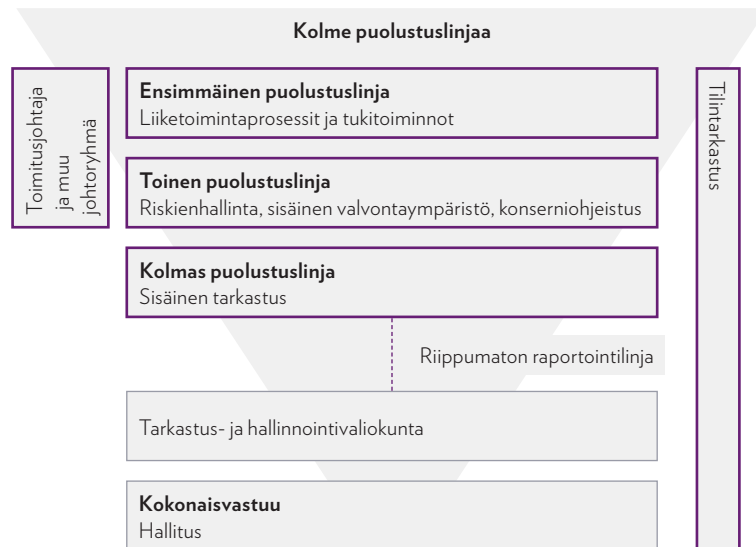 Kolme puolustuslinjaa
Toimitusjohtaja
ja muu
johtoryhmä
Ensimmäinen puolustuslinja
Liiketoimintaprosessit ja tukitoiminnot
Toinen puolustuslinja
Riskienhallinta, sisäinen valvontaympäristö, konserniohjeistus
Kolmas puolustuslinja
Sisäinen tarkastus
Riippumaton raportointilinja
Tarkastus- ja hallinnointivaliokunta
Kokonaisvastuu
Hallitus
Tilintarkastus